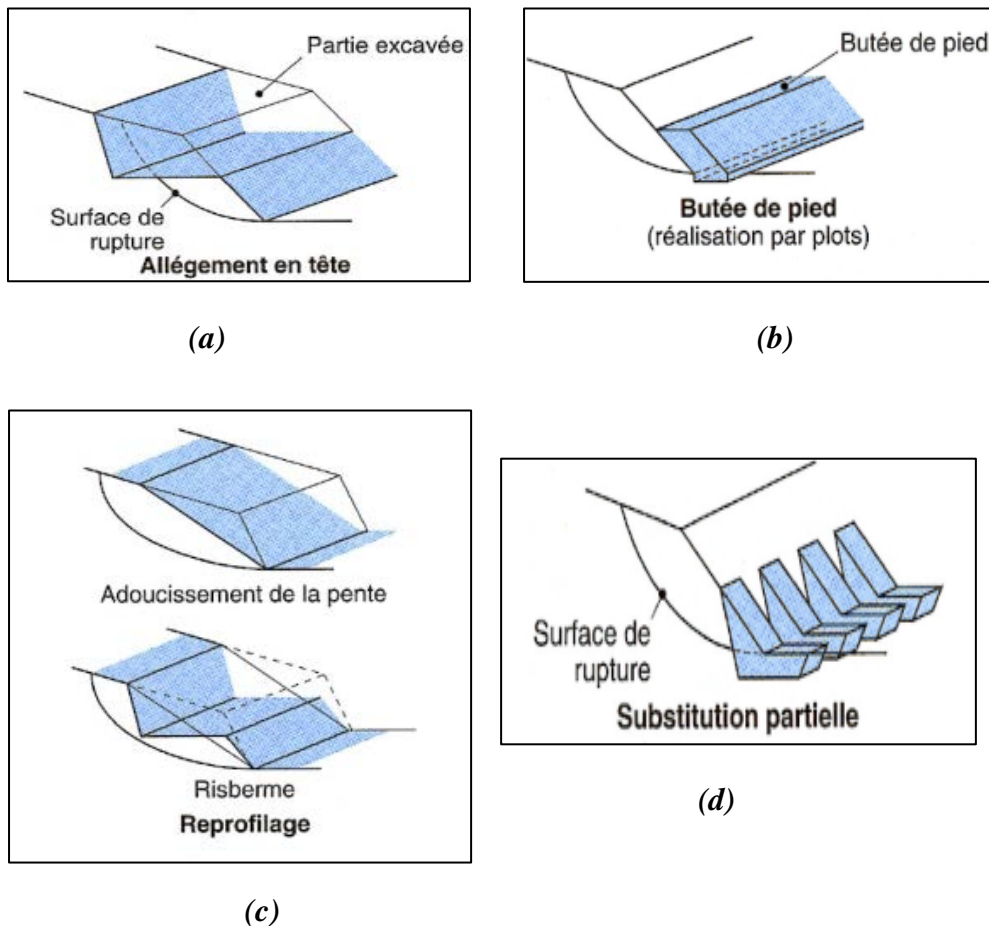 Partie excavée
Surface de
rupture
Allégement en tête
(a)
Butée de pied
Butée de pied
(réalisation par plots)
(b)
Adoucissement de la pente
Risberme
Reprofilage
(c)
Surface de
rupture
Substitution partielle
(d)